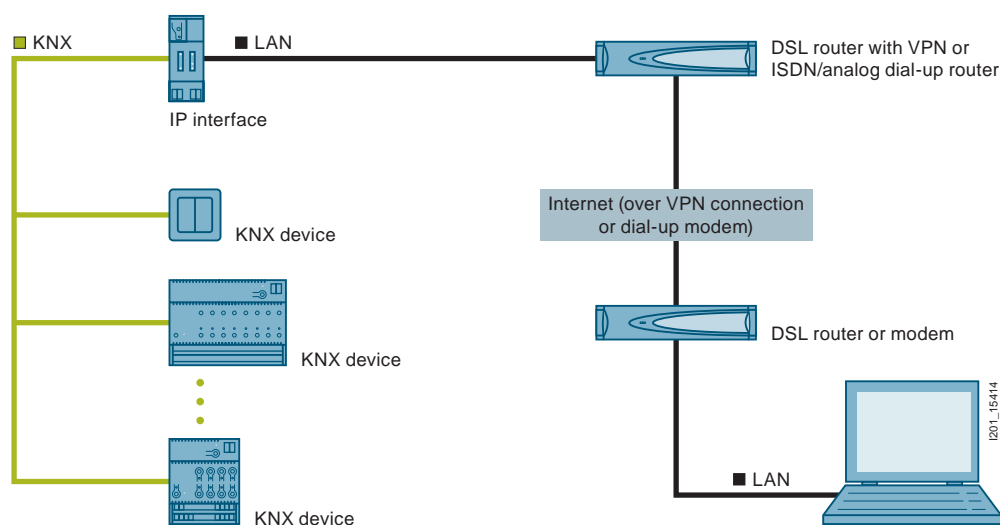 KNX
LAN
DSL router with VPN or
ISDN/analog dial-up router
IP interface
Internet (over VPN connection
or dial-up modem)
KNX device
DSL router or modem
KNX device
I201_15414
LAN
KNX device